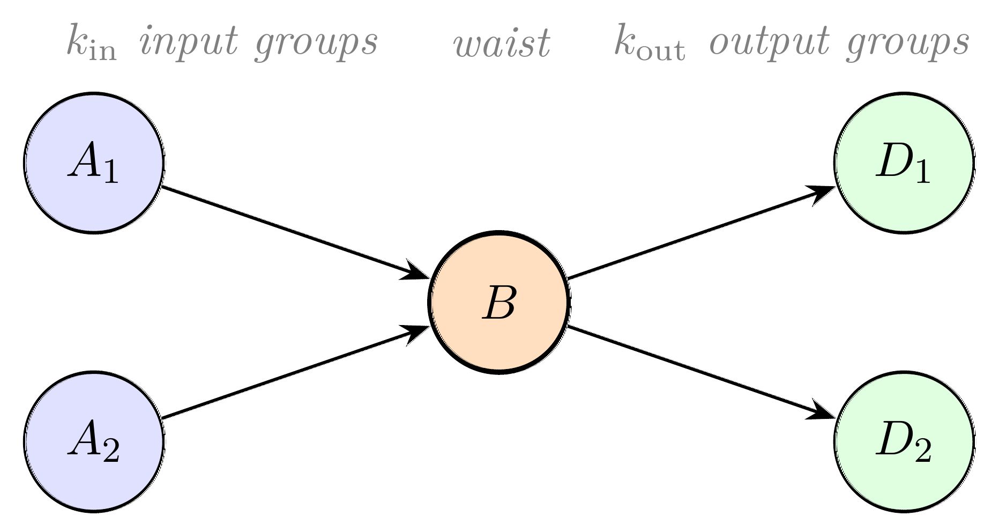 k_in input groups waist k_out output groups
A_1 D_1
B
A_2 D_2